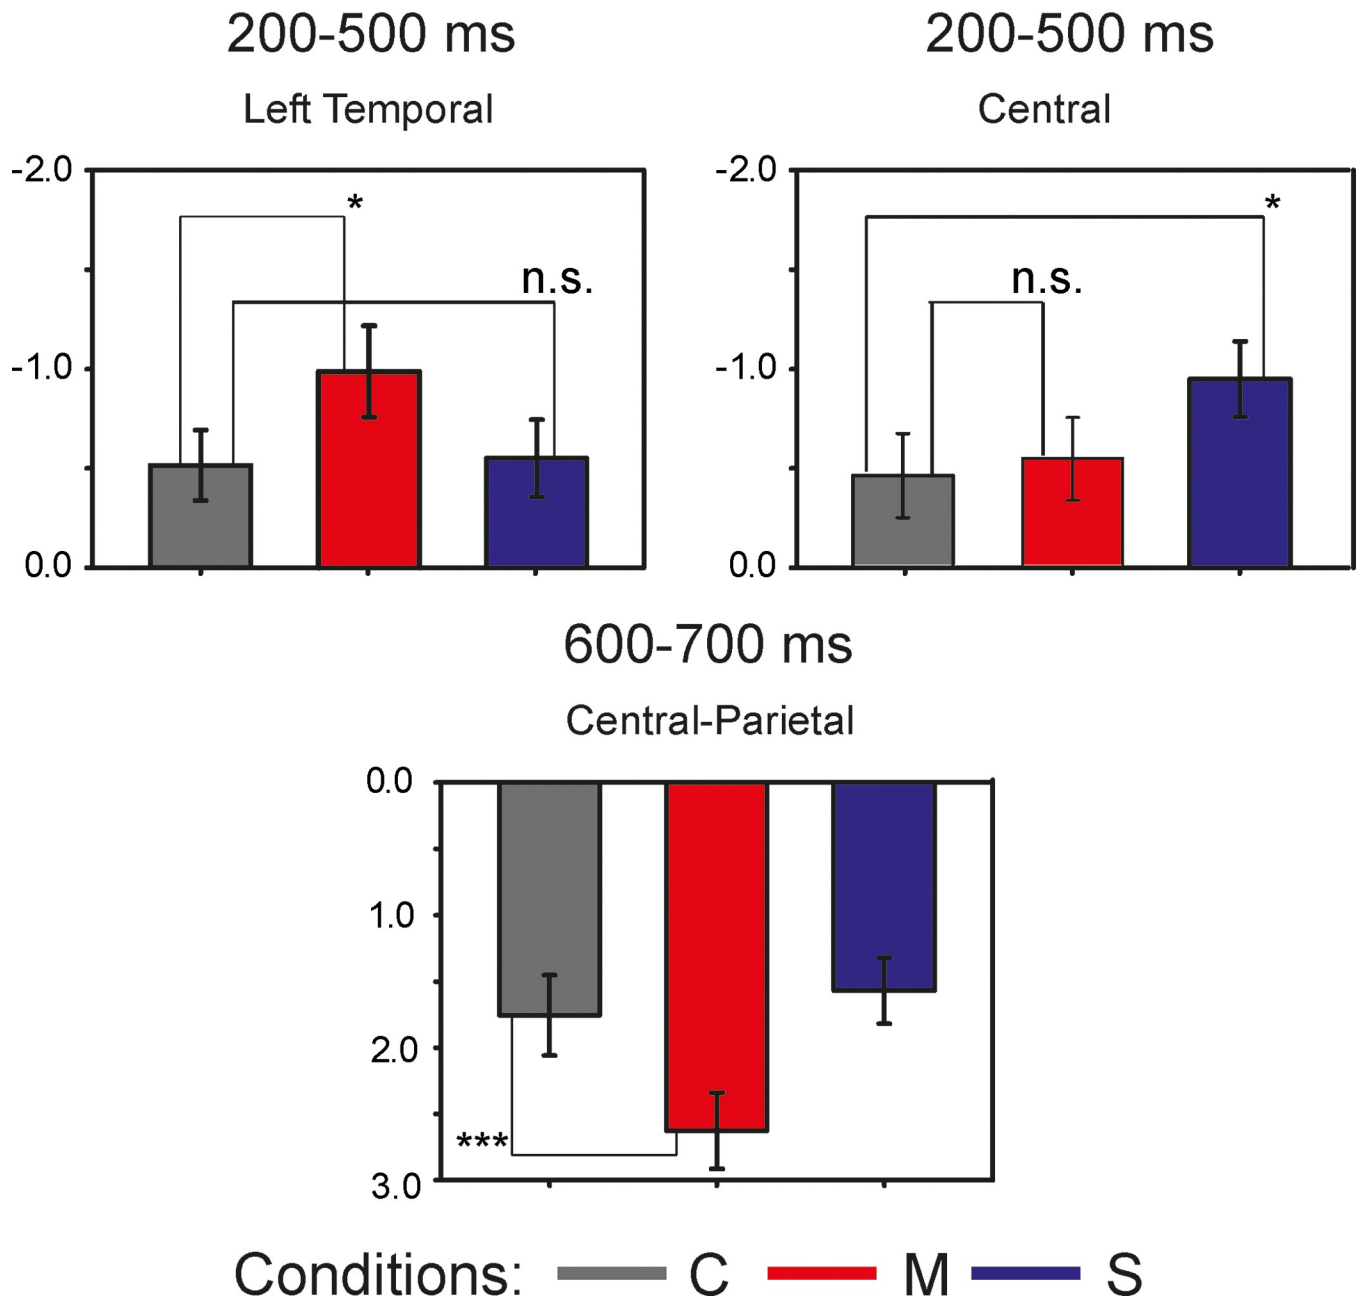 200-500 ms
Left Temporal
-2.0
*
n.s.
-1.0
0.0
200-500 ms
Central
-2.0
*
n.s.
-1.0
0.0
600-700 ms
Central-Parietal
0.0
1.0
2.0
***
3.0
Conditions: C M S